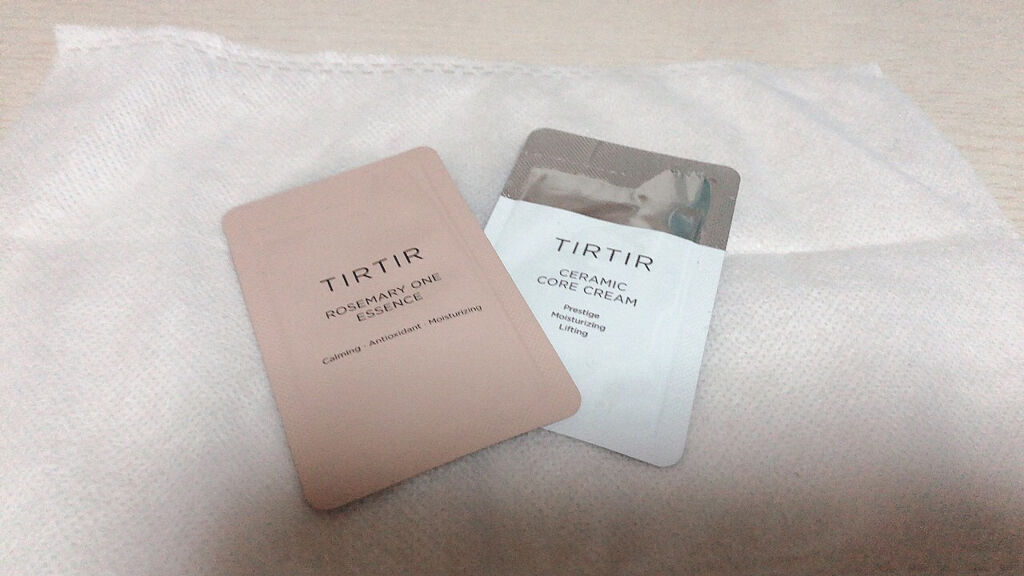 TIRTIR
ROSEMARY ONE
ESSENCE
Calming · Antioxidant · Moisturizing
TIRTIR
CERAMIC
CORE CREAM
Prestige
Moisturizing
Lifting